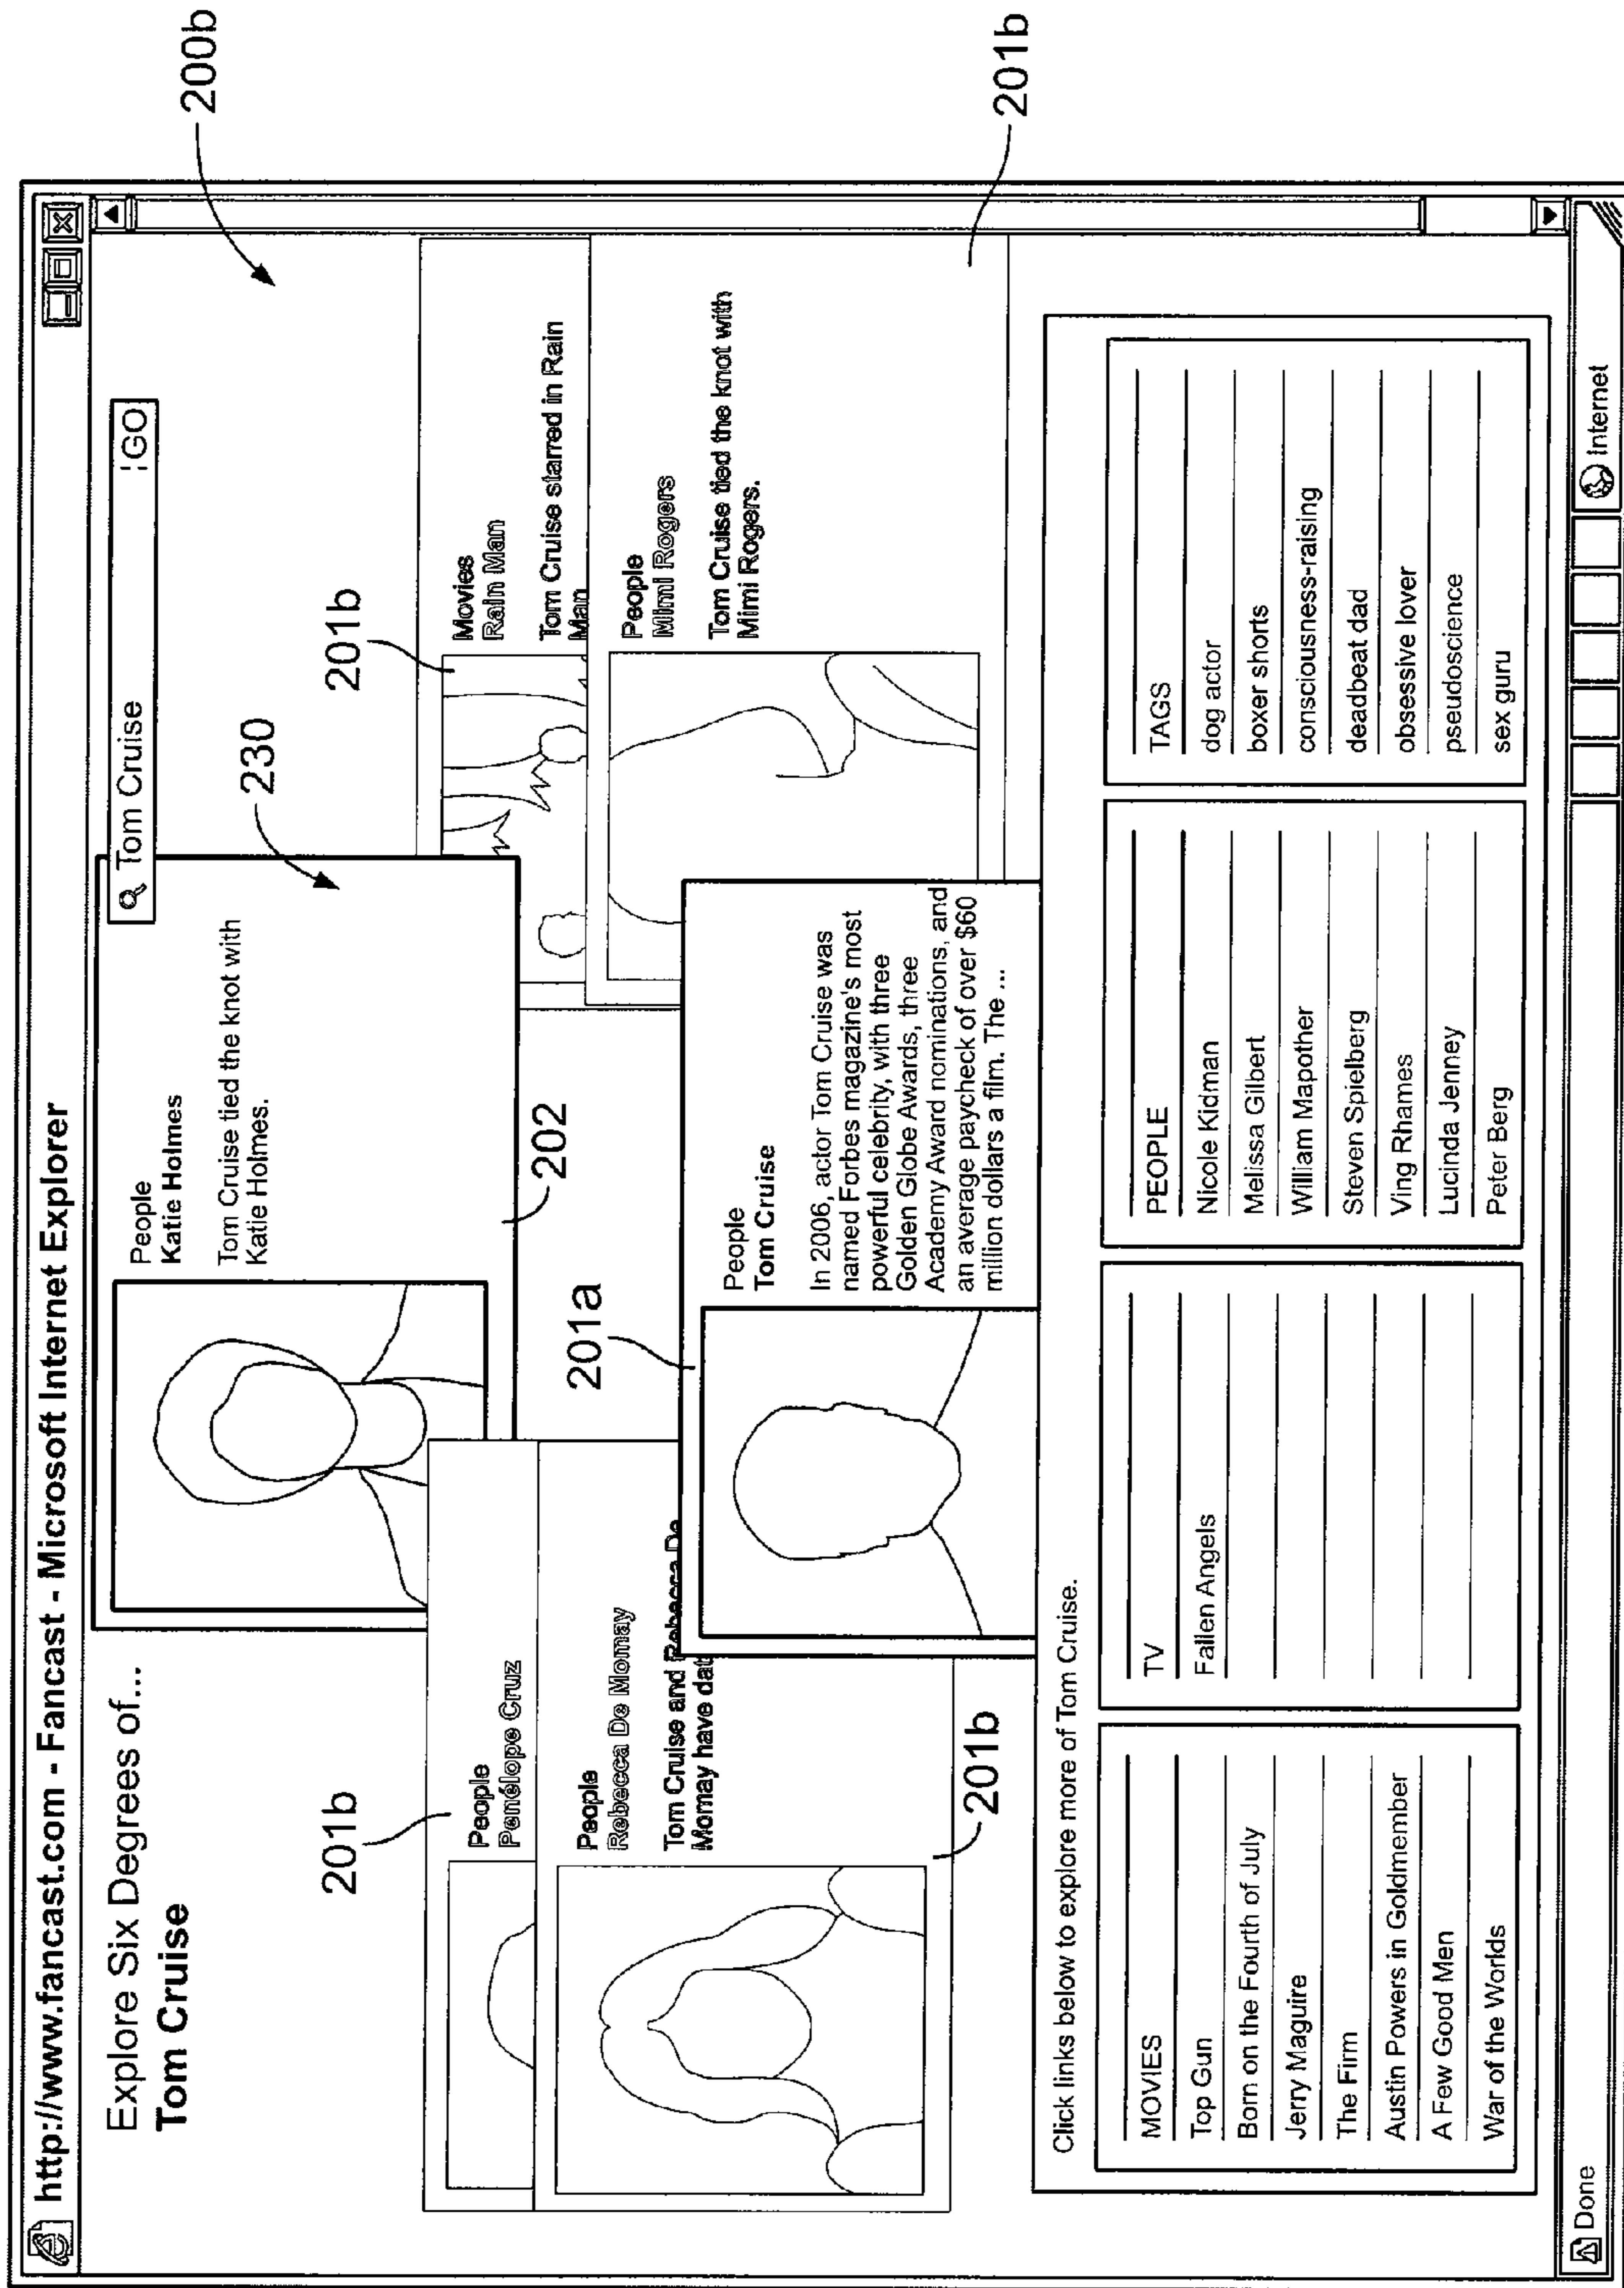 http://www.fancast.com - Fancast - Microsoft Internet Explorer
Explore Six Degrees of...
Tom Cruise
Tom Cruise
GO
200b
230
People
Katie Holmes
Tom Cruise tied the knot with
Katie Holmes.
202
201b
People
Penélope Cruz
201b
Movies
Rain Man
Tom Cruise starred in Rain
Man
People
Rebecca De Mornay
Tom Cruise and Rebecca De
Mornay have dat
201b
People
Mimi Rogers
Tom Cruise tied the knot with
Mimi Rogers.
201b
201a
People
Tom Cruise
In 2006, actor Tom Cruise was
named Forbes magazine's most
powerful celebrity, with three
Golden Globe Awards, three
Academy Award nominations, and
an average paycheck of over $60
million dollars a film. The ...
Click links below to explore more of Tom Cruise.
MOVIES
Top Gun
Born on the Fourth of July
Jerry Maguire
The Firm
Austin Powers in Goldmember
A Few Good Men
War of the Worlds
TV
Fallen Angels
PEOPLE
Nicole Kidman
Melissa Gilbert
William Mapother
Steven Spielberg
Ving Rhames
Lucinda Jenney
Peter Berg
TAGS
dog actor
boxer shorts
consciousness-raising
deadbeat dad
obsessive lover
pseudoscience
sex guru
Done
Internet